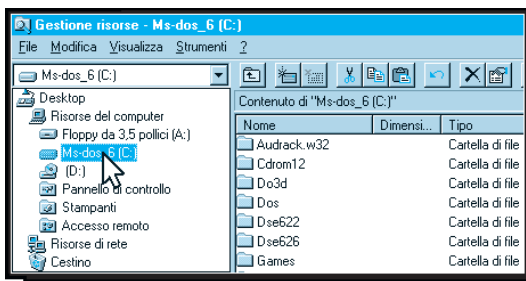 Gestione risorse - Ms-dos_6 (C:)
File Modifica Visualizza Strumenti ?
Ms-dos_6 (C:)
Desktop
Risorse del computer
Floppy da 3,5 pollici (A:)
Ms-dos_6 (C:)
(D:)
Pannello di controllo
Stampanti
Accesso remoto
Risorse di rete
Cestino
Contenuto di "Ms-dos_6 (C:)"
Nome Dimensi... Tipo
Audrack.w32 Cartella di file
Cdrom12 Cartella di file
Do3d Cartella di file
Dos Cartella di file
Dse622 Cartella di file
Dse626 Cartella di file
Games Cartella di file